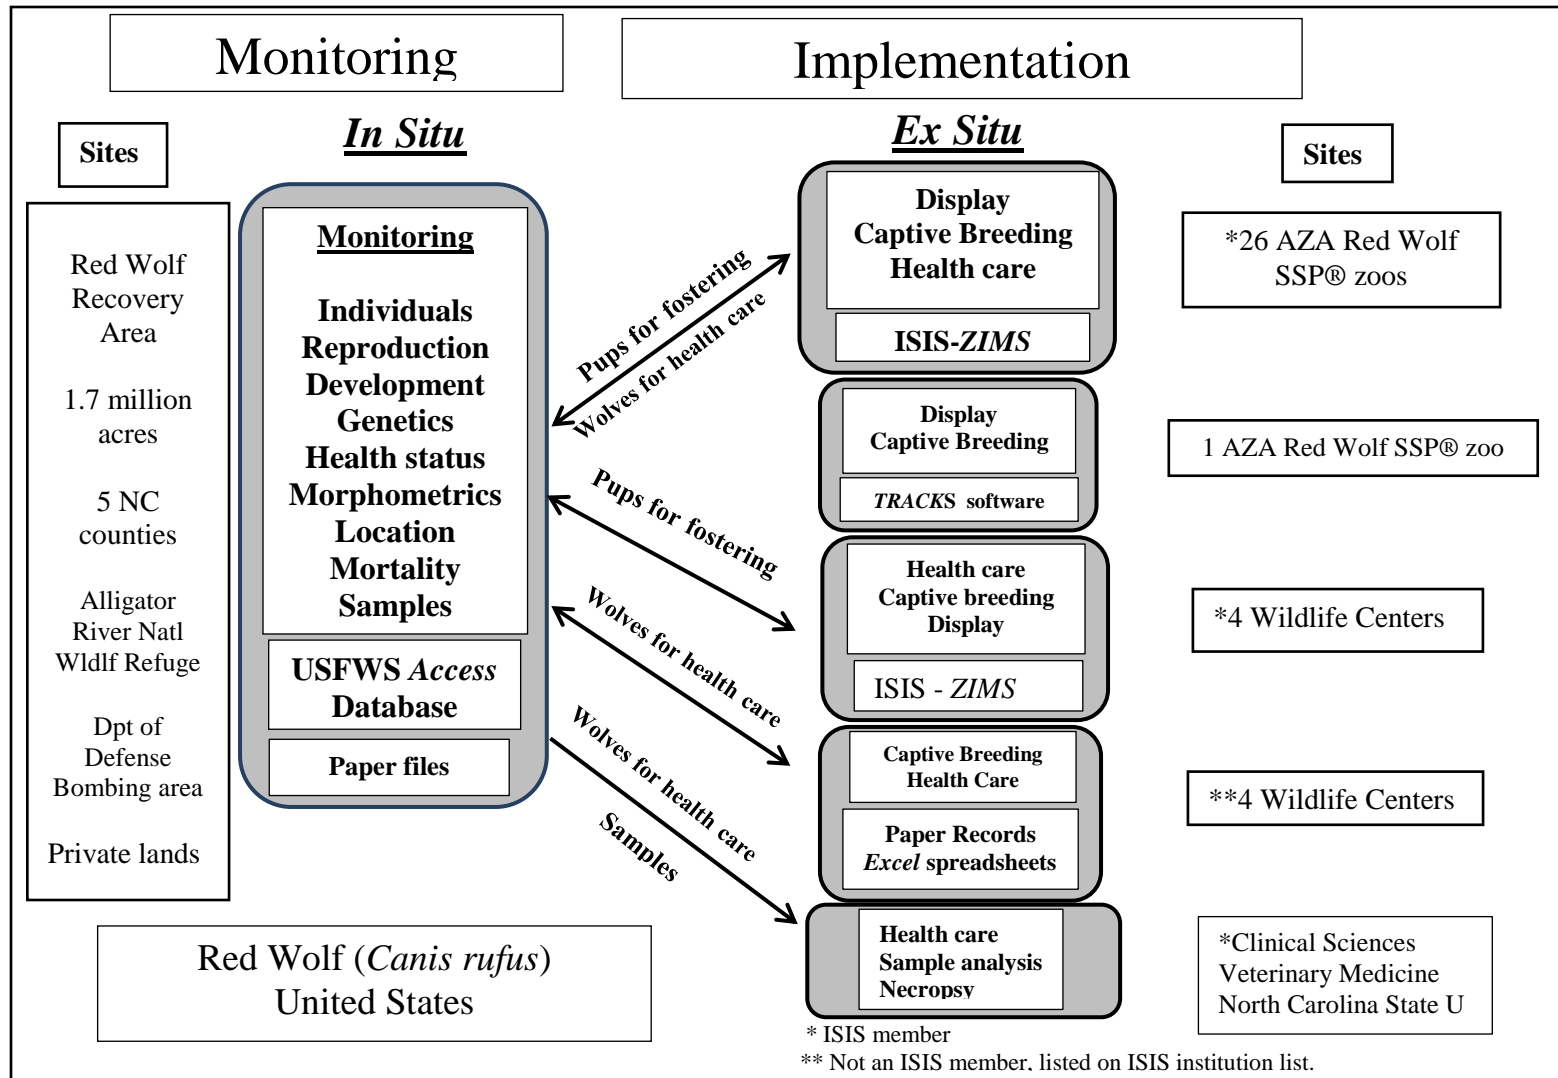 Monitoring
Implementation
Sites
In Situ
Ex Situ
Sites
Red Wolf
Recovery
Area
1.7 million
acres
5 NC
counties
Alligator
River Natl
Wldlf Refuge
Dpt of
Defense
Bombing area
Private lands
Monitoring
Individuals
Reproduction
Development
Genetics
Health status
Morphometrics
Location
Mortality
Samples
USFWS Access
Database
Paper files
Pups for fostering
Wolves for health care
Pups for fostering
Wolves for health care
Wolves for health care
Samples
Display
Captive Breeding
Health care
ISIS-ZIMS
Display
Captive Breeding
TRACKS software
Health care
Captive breeding
Display
ISIS - ZIMS
Captive Breeding
Health Care
Paper Records
Excel spreadsheets
Health care
Sample analysis
Necropsy
*26 AZA Red Wolf
SSP® zoos
1 AZA Red Wolf SSP® zoo
*4 Wildlife Centers
**4 Wildlife Centers
*Clinical Sciences
Veterinary Medicine
North Carolina State U
Red Wolf (Canis rufus)
United States
* ISIS member
** Not an ISIS member, listed on ISIS institution list.